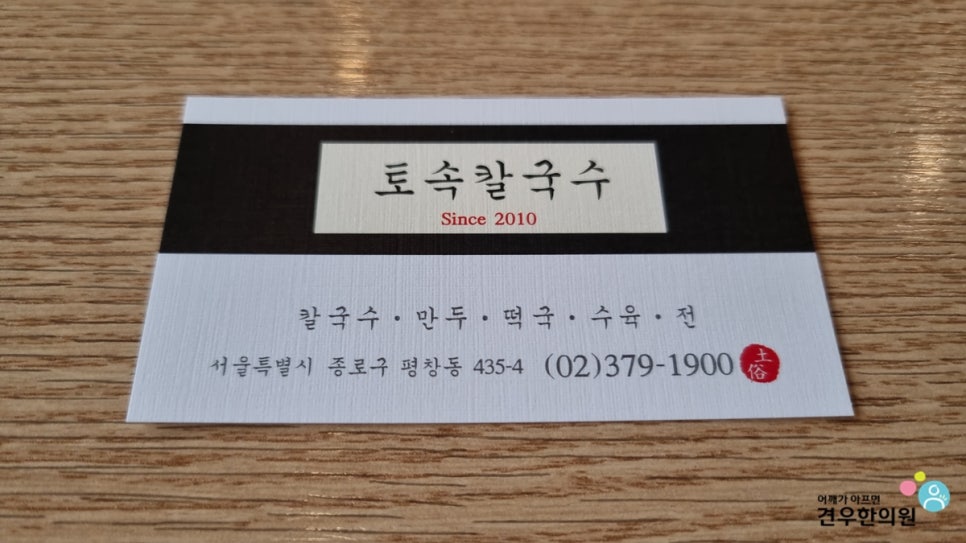 토속칼국수
Since 2010
칼국수 · 만두 · 떡국 · 수육 · 전
서울특별시 종로구 평창동 435-4 (02)379-1900
土俗
어깨가 아프면
견우한의원